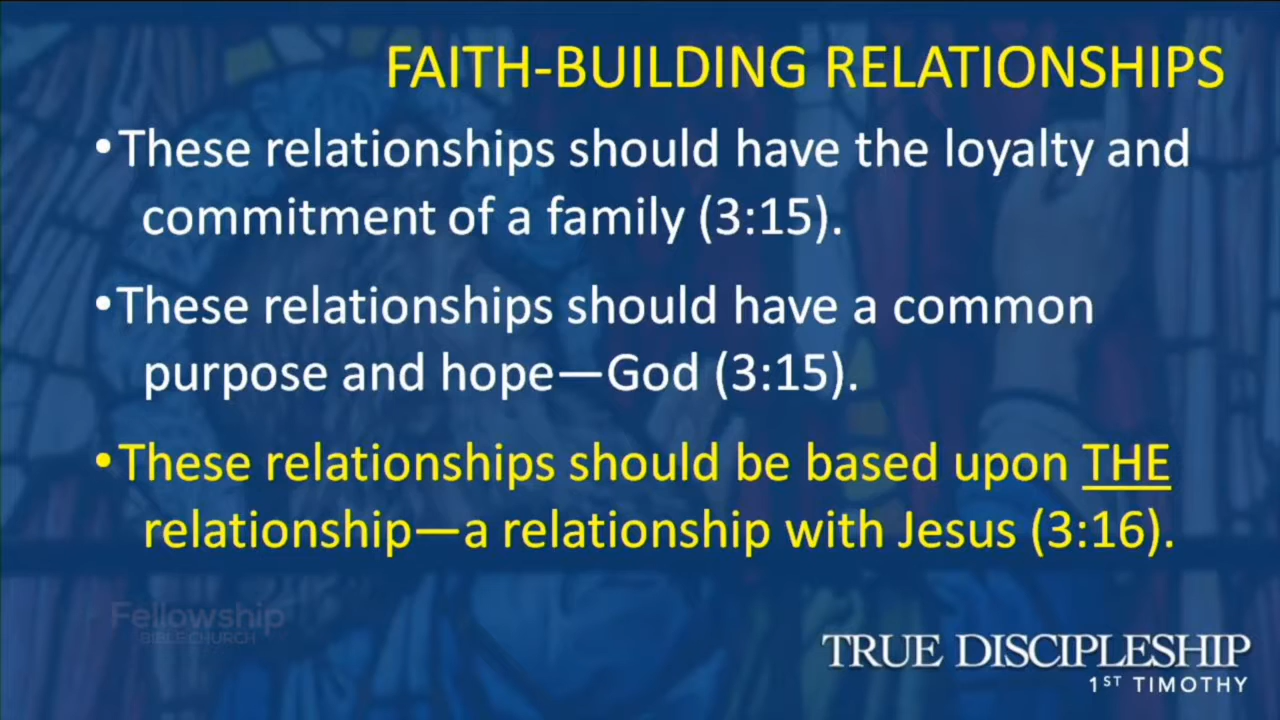 FAITH-BUILDING RELATIONSHIPS
•These relationships should have the loyalty and
commitment of a family (3:15).
•These relationships should have a common
purpose and hope—God (3:15).
•These relationships should be based upon THE
relationship—a relationship with Jesus (3:16).
Fellowship
BIBLE CHURCH
TRUE DISCIPLESHIP
1ST TIMOTHY